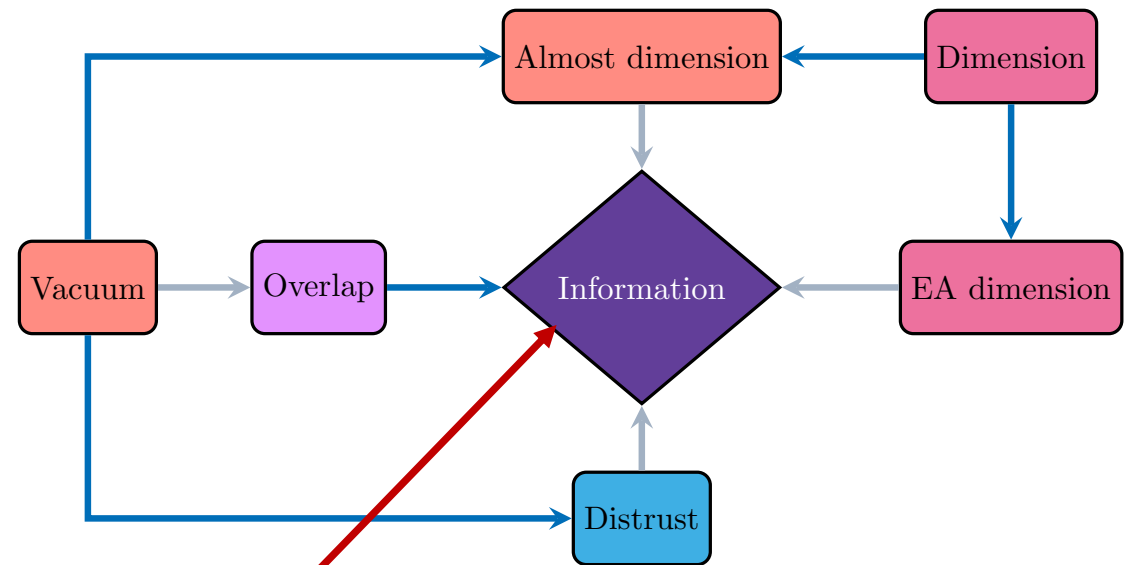 Almost dimension
Dimension
Vacuum
Overlap
Information
EA dimension
Distrust